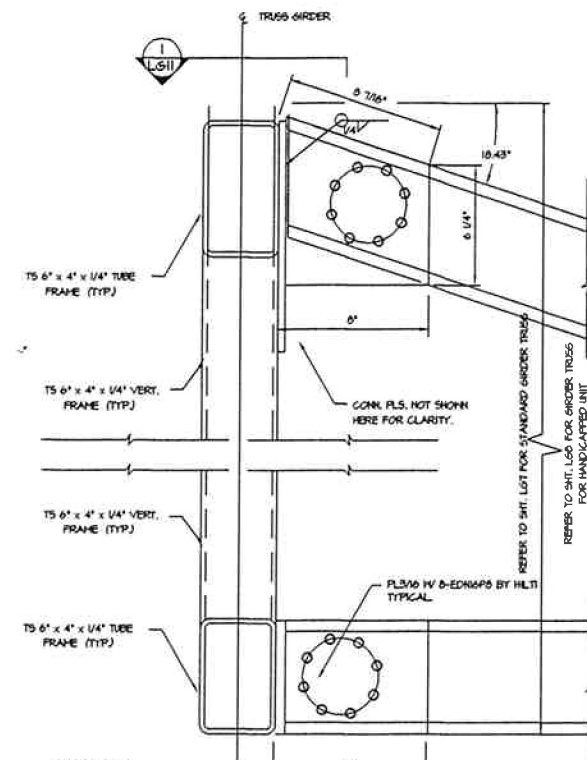 ℄ TRUSS GIRDER
1
LG11
8 7/16"
1/4
18.43°
6 1/4"
TS 6" x 4" x 1/4" TUBE
FRAME (TYP.)
8"
TS 6" x 4" x 1/4" VERT.
FRAME (TYP.)
CONN. PLS. NOT SHOWN
HERE FOR CLARITY.
REFER TO SHT. LG7 FOR STANDARD GIRDER TRUSS
REFER TO SHT. LG8 FOR GIRDER TRUSS
FOR HANDICAPPED UNIT
TS 6" x 4" x 1/4" VERT.
FRAME (TYP.)
PL3/16 W/ 8-EDNI6P8 BY HILTI
TYPICAL
TS 6" x 4" x 1/4" TUBE
FRAME (TYP.)